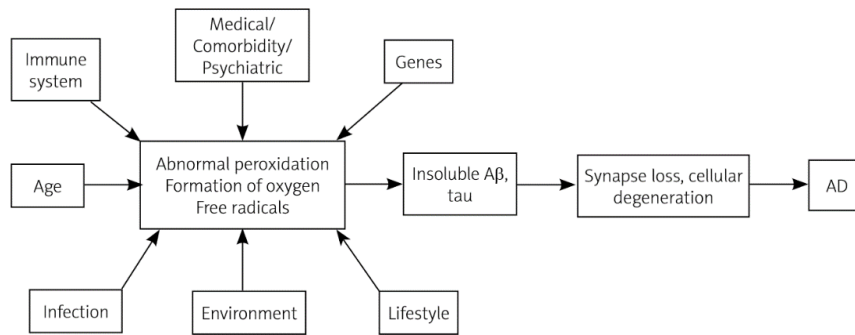 Medical/
Comorbidity/
Psychiatric
Immune
system
Genes
Age
Abnormal peroxidation
Formation of oxygen
Free radicals
Insoluble Aβ,
tau
Synapse loss, cellular
degeneration
AD
Infection
Environment
Lifestyle